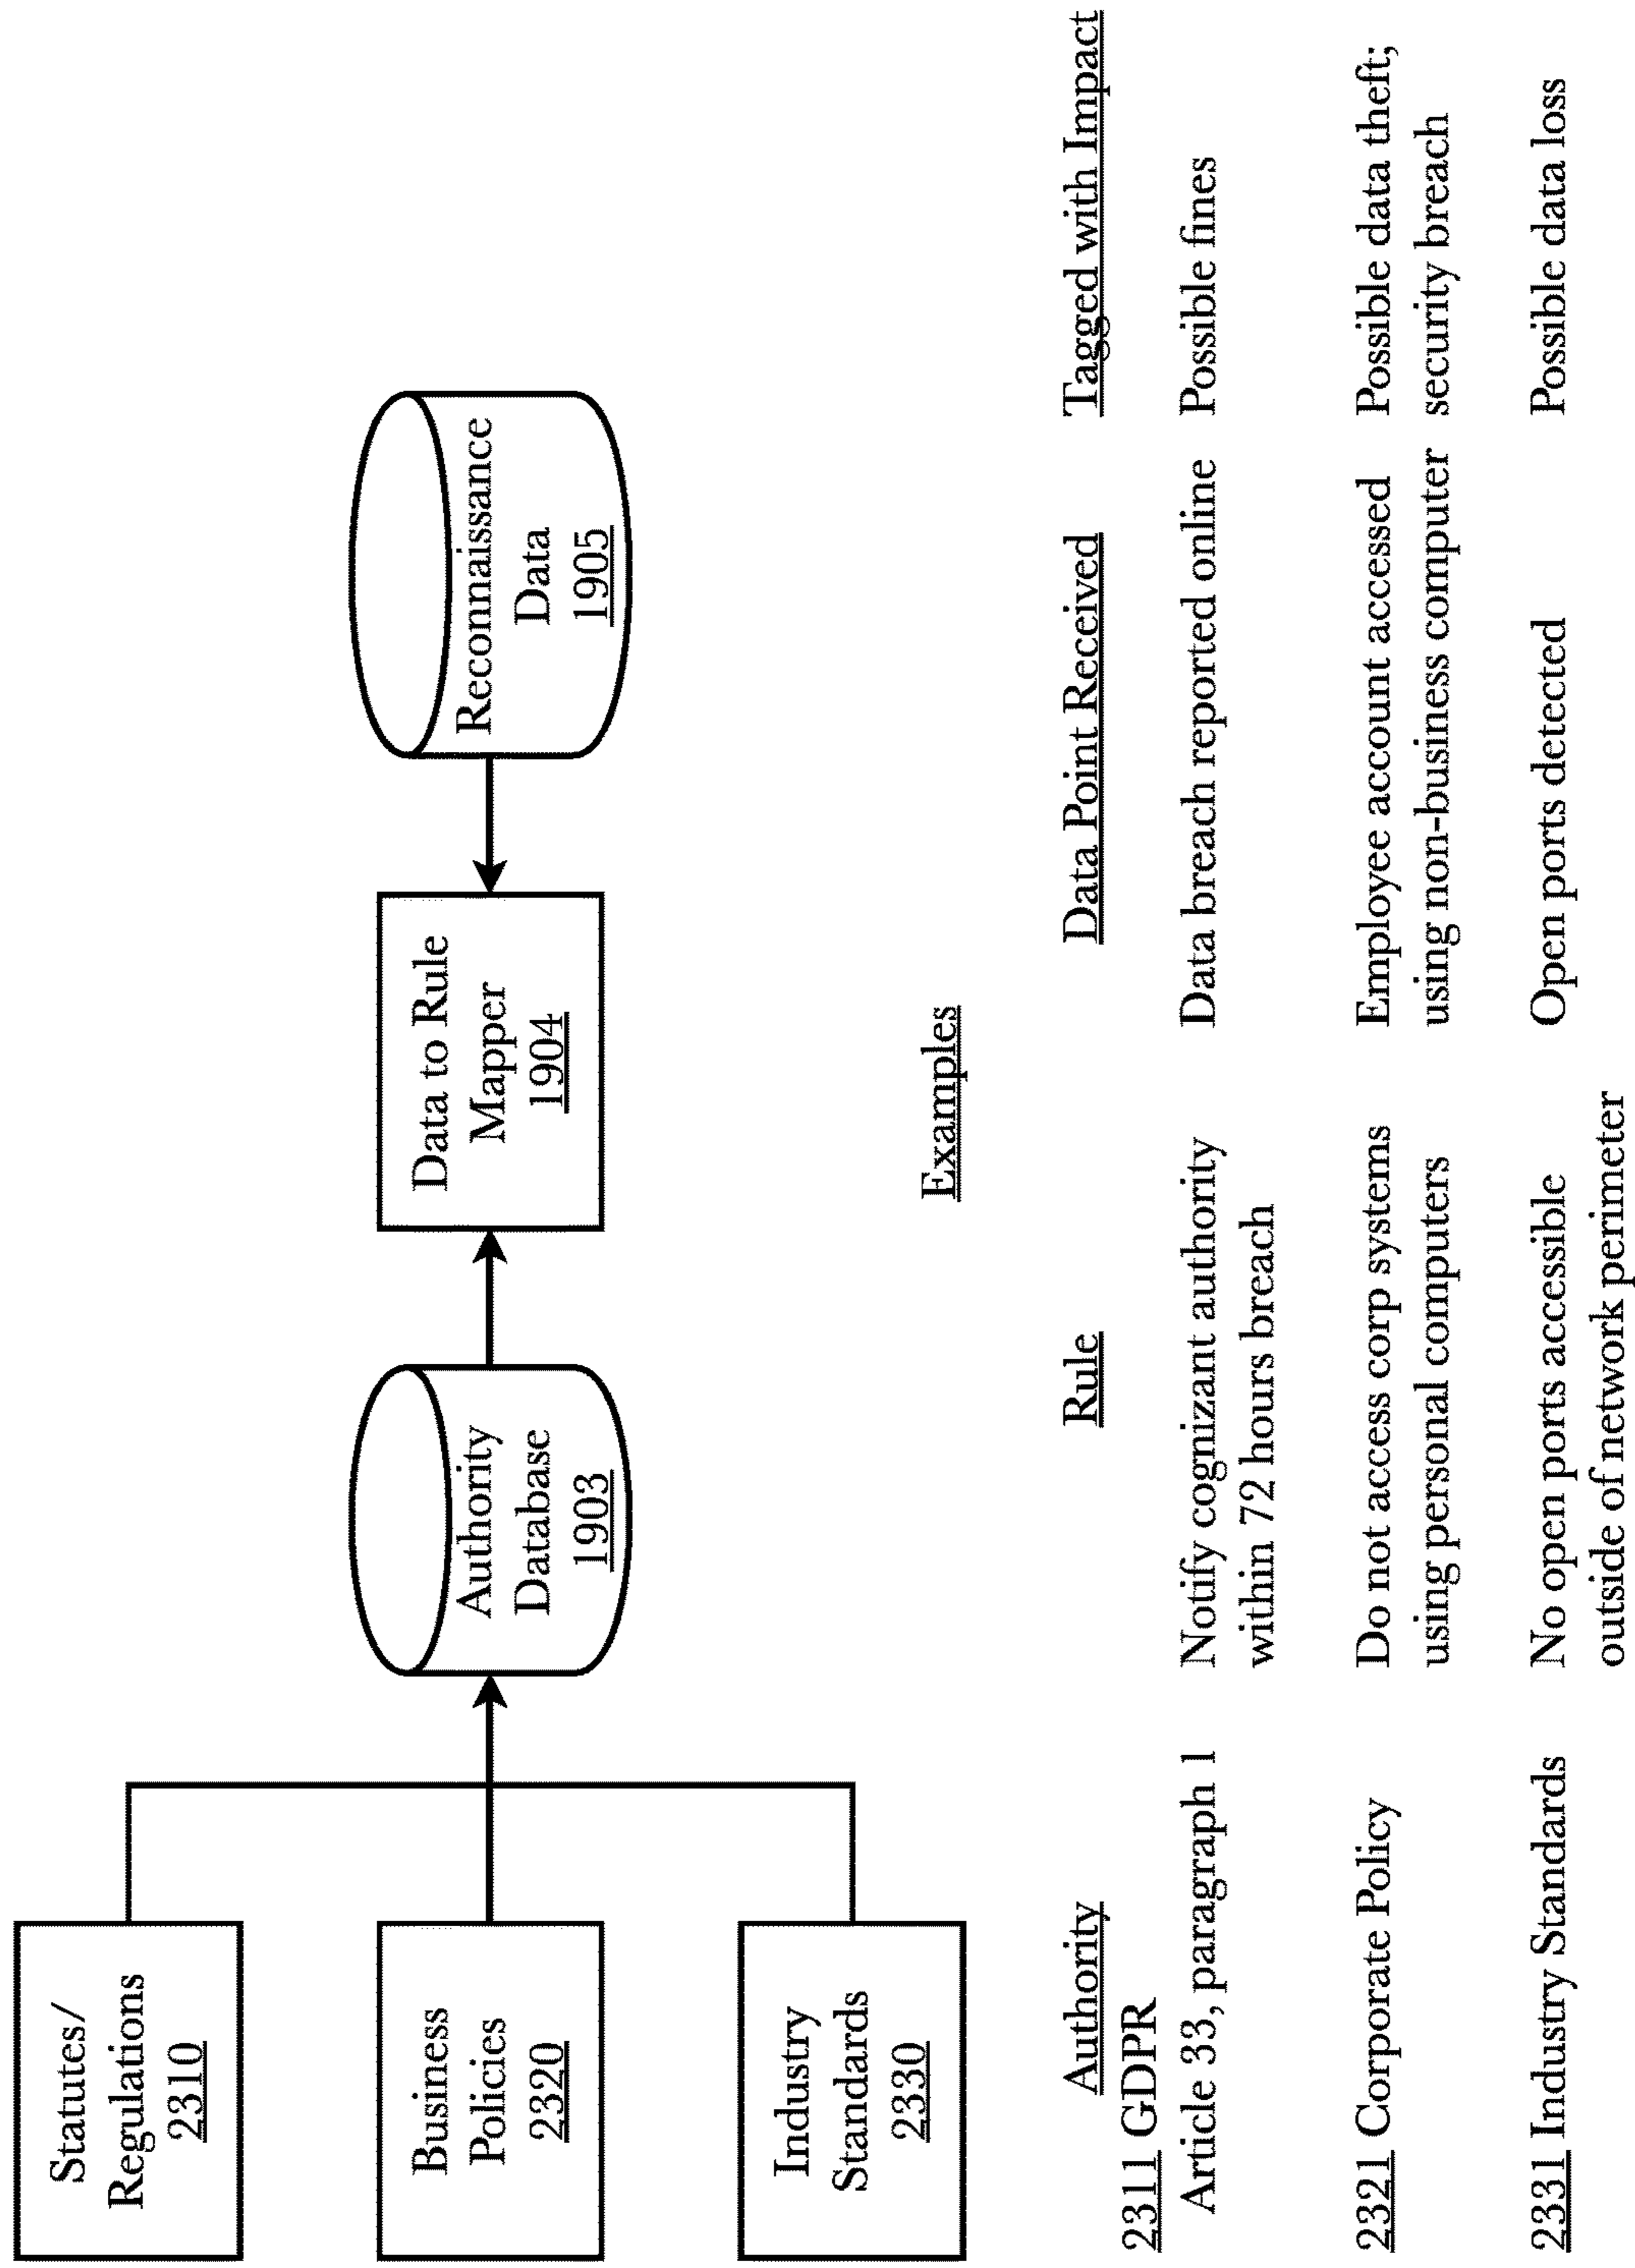 Statutes/
Regulations
2310
Business
Policies
2320
Industry
Standards
2330
Authority
Database
1903
Data to Rule
Mapper
1904
Reconnaissance
Data
1905
Examples
Authority
Rule
Data Point Received
Tagged with Impact
2311 GDPR
Article 33, paragraph 1
Notify cognizant authority
within 72 hours breach
Data breach reported online
Possible fines
2321 Corporate Policy
Do not access corp systems
using personal computers
Employee account accessed
using non-business computer
Possible data theft;
security breach
2331 Industry Standards
No open ports accessible
outside of network perimeter
Open ports detected
Possible data loss